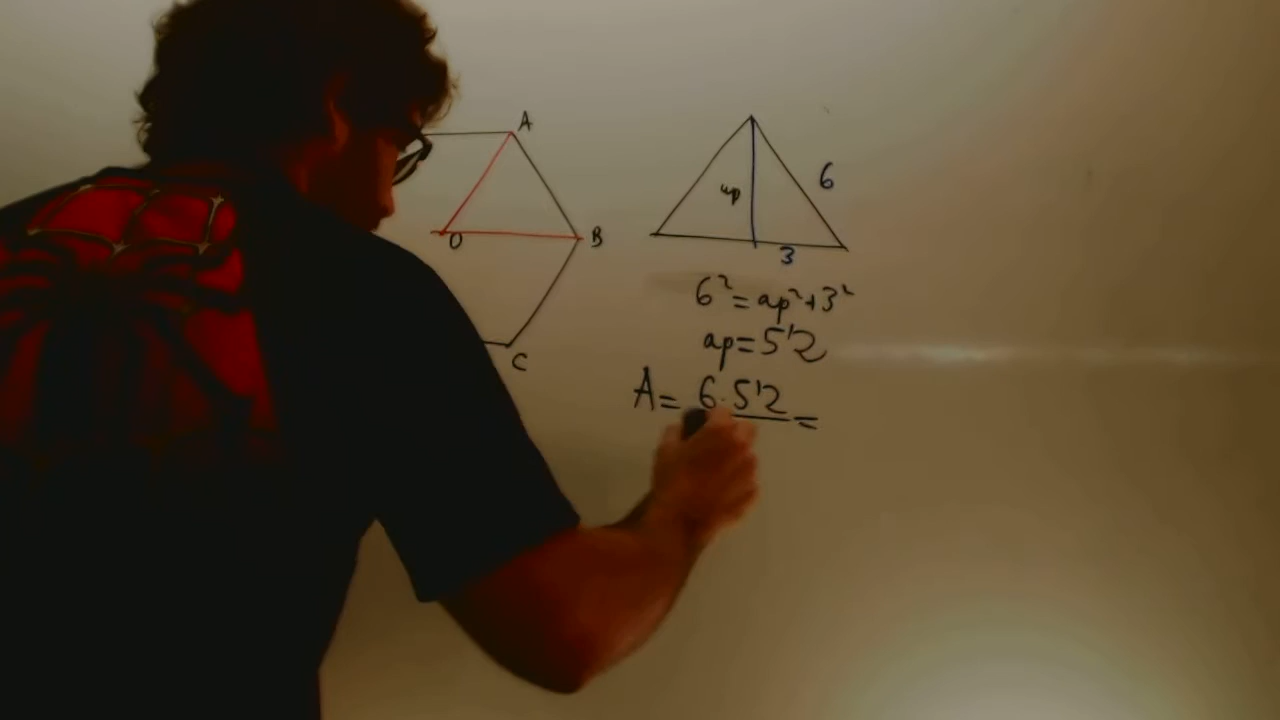 A
B
O
C
6
ap
3
6² = ap² + 3²
ap = 5'2
A = 6·5'2 =